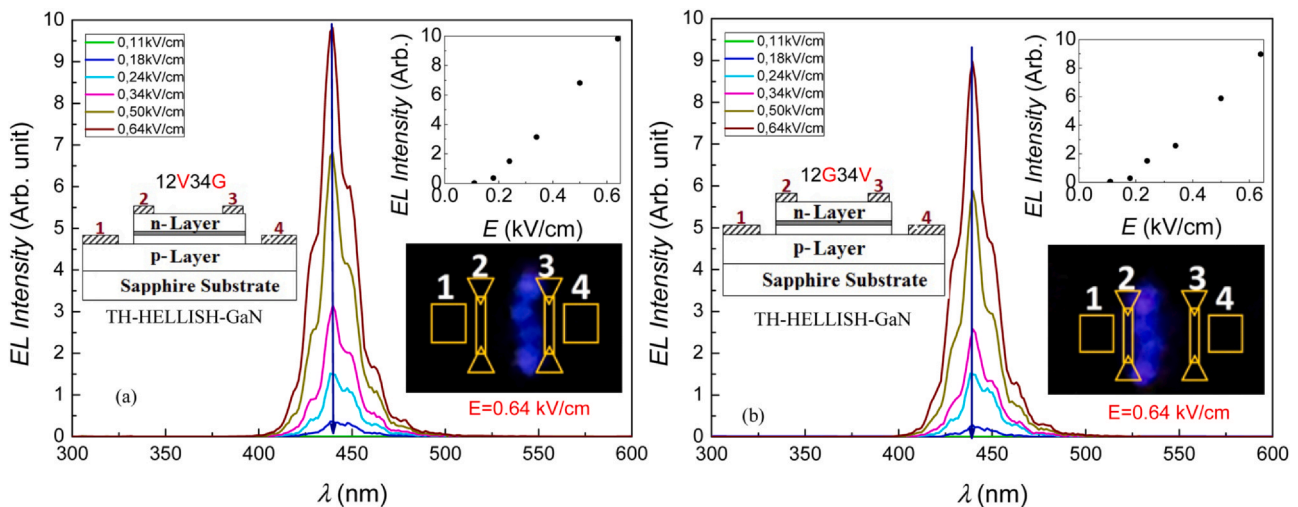 10
9
8
7
6
5
4
3
2
1
0
EL Intensity (Arb. unit)
0,11kV/cm
0,18kV/cm
0,24kV/cm
0,34kV/cm
0,50kV/cm
0,64kV/cm
12V34G
2 3
1 4
n-Layer
p-Layer
Sapphire Substrate
TH-HELLISH-GaN
(a)
EL Intensity (Arb.)
10
8
6
4
2
0
0.0 0.2 0.4 0.6
E (kV/cm)
1 2 3 4
E=0.64 kV/cm
300 350 400 450 500 550 600
λ (nm)
10
9
8
7
6
5
4
3
2
1
0
EL Intensity (Arb. unit)
0,11kV/cm
0,18kV/cm
0,24kV/cm
0,34kV/cm
0,50kV/cm
0,64kV/cm
12G34V
2 3
1 4
n-Layer
p-Layer
Sapphire Substrate
TH-HELLISH-GaN
(b)
EL Intensity (Arb.)
10
8
6
4
2
0
0.0 0.2 0.4 0.6
E (kV/cm)
1 2 3 4
E=0.64 kV/cm
300 350 400 450 500 550 600
λ (nm)